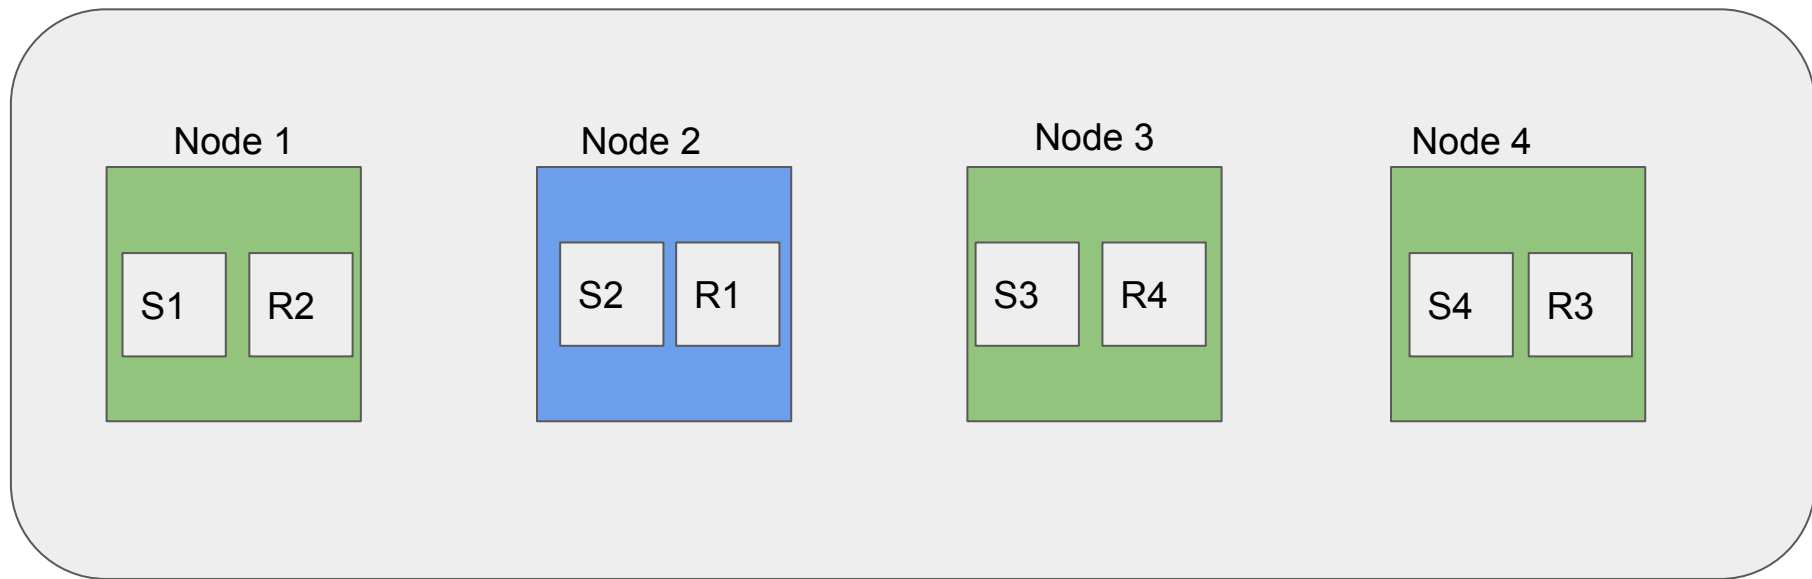 Node 1
Node 2
Node 3
Node 4
S1
R2
S2
R1
S3
R4
S4
R3